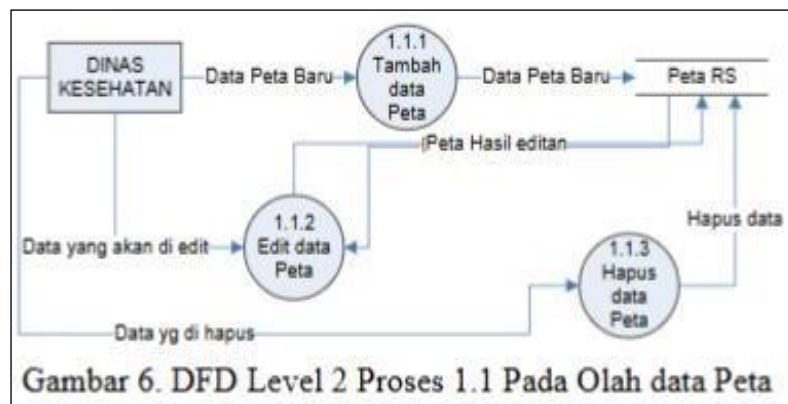 DINAS
KESEHATAN
Data Peta Baru
1.1.1
Tambah
data
Peta
Data Peta Baru
Peta RS
(Peta Hasil editan
1.1.2
Edit data
Peta
Data yang akan di edit
Hapus data
1.1.3
Hapus
data
Peta
Data yg di hapus
Gambar 6. DFD Level 2 Proses 1.1 Pada Olah data Peta